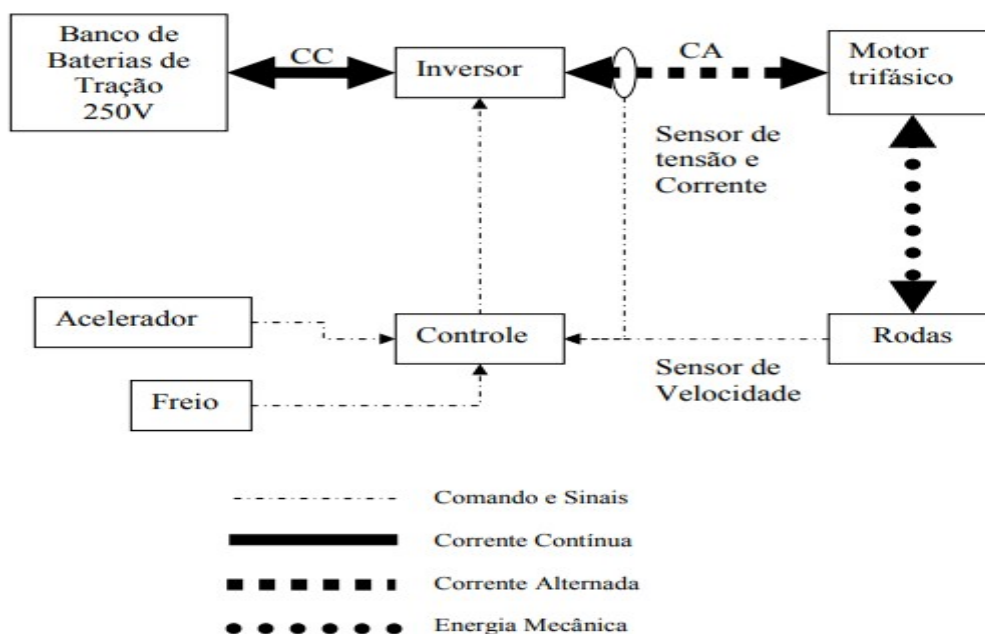 Banco de
Baterias de
Tração
250V
CC
Inversor
CA
Motor
trifásico
Sensor de
tensão e
Corrente
Acelerador
Controle
Rodas
Sensor de
Velocidade
Freio
Comando e Sinais
Corrente Contínua
Corrente Alternada
Energia Mecânica